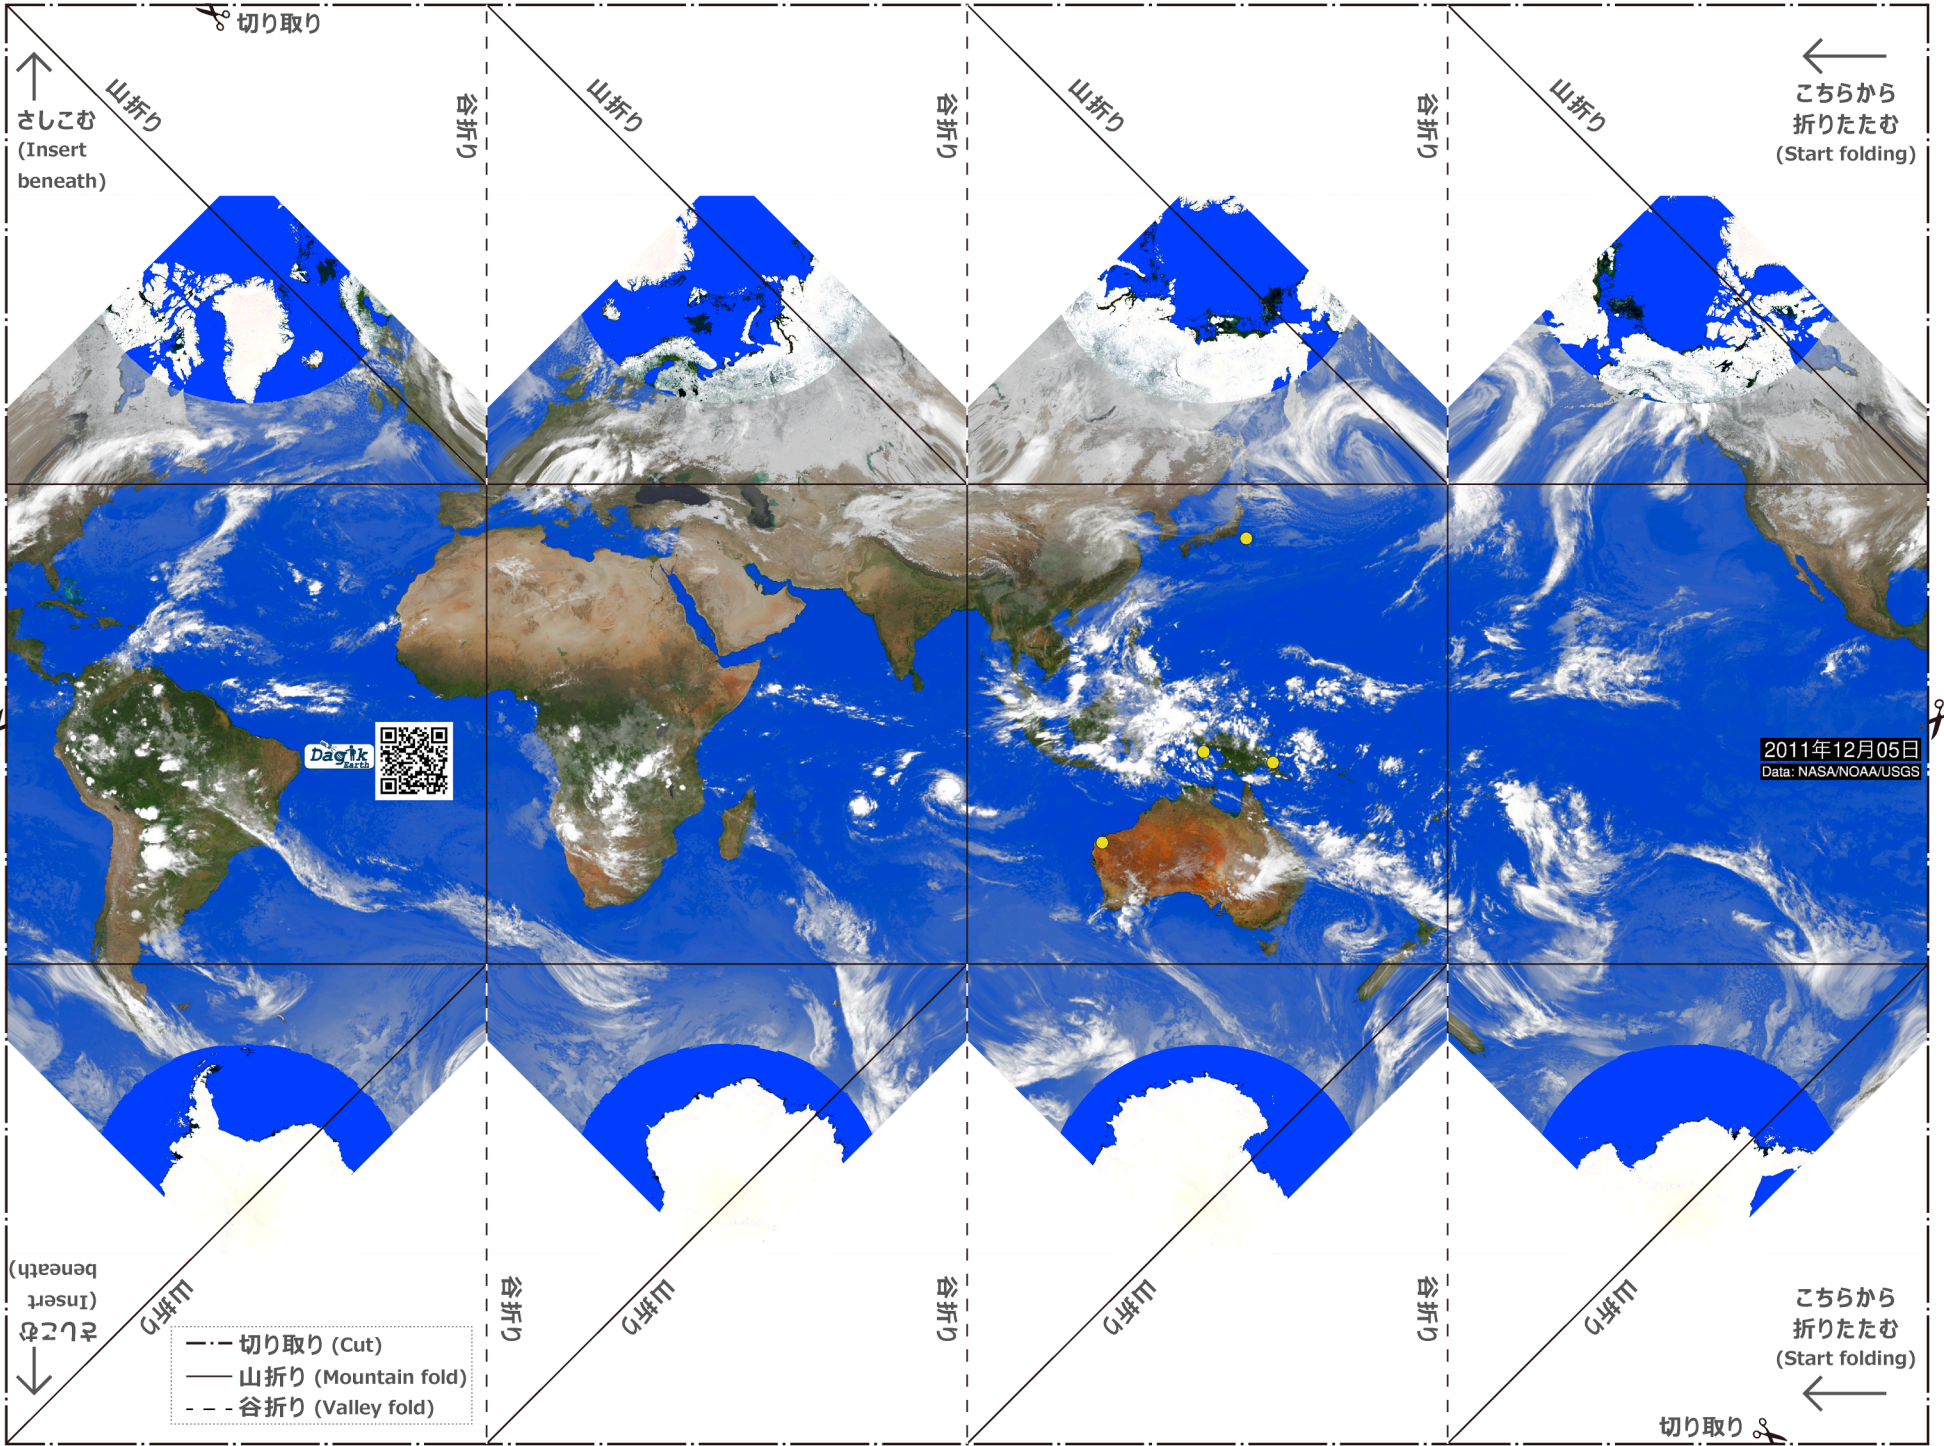 切り取り
山折り
谷折り
山折り
谷折り
山折り
谷折り
山折り
さしこむ
(Insert
beneath)
こちらから
折りたたむ
(Start folding)
Dagik
Earth
2011年12月05日
Data: NASA/NOAA/USGS
さしこむ
(Insert
beneath)
山折り
谷折り
山折り
谷折り
山折り
谷折り
山折り
こちらから
折りたたむ
(Start folding)
切り取り (Cut)
山折り (Mountain fold)
谷折り (Valley fold)
切り取り